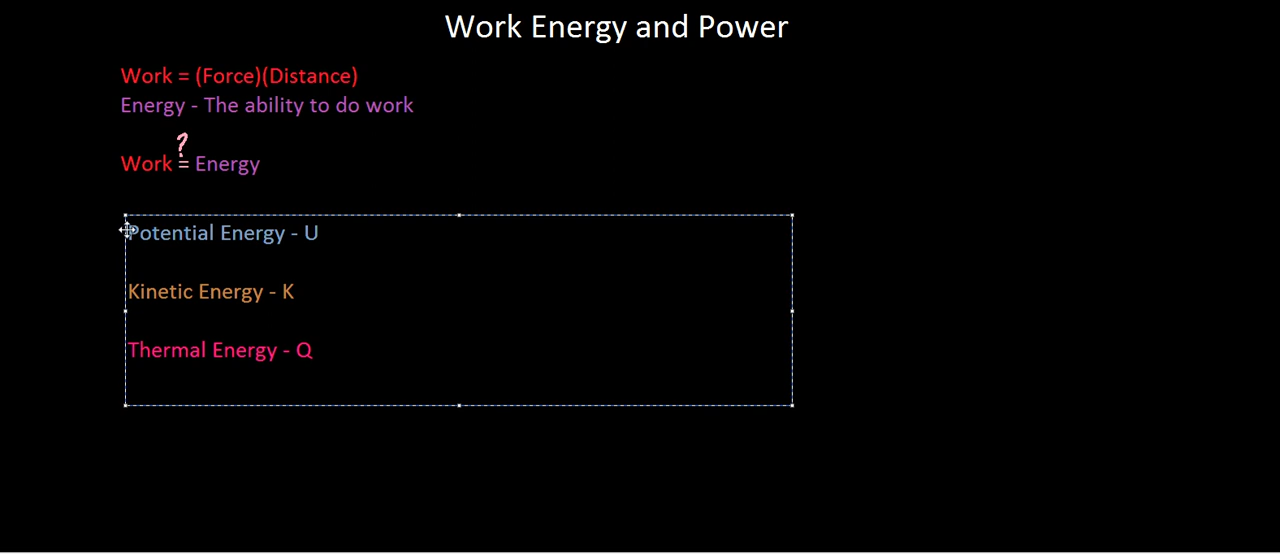 Work Energy and Power
Work = (Force)(Distance)
Energy - The ability to do work
?
Work = Energy
Potential Energy - U
Kinetic Energy - K
Thermal Energy - Q